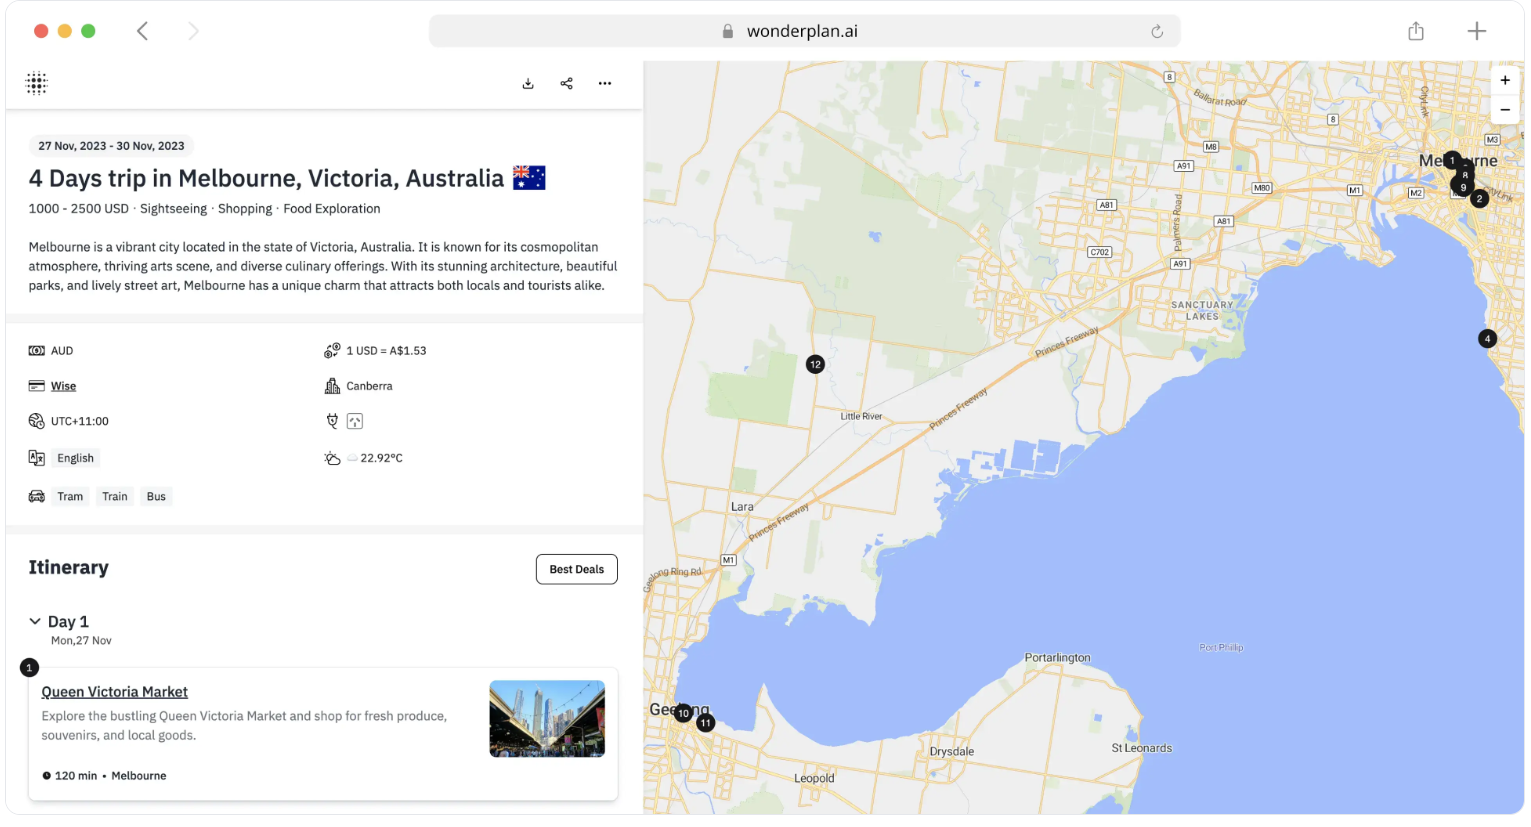 wonderplan.ai
27 Nov, 2023 - 30 Nov, 2023
4 Days trip in Melbourne, Victoria, Australia
1000 - 2500 USD · Sightseeing · Shopping · Food Exploration
Melbourne is a vibrant city located in the state of Victoria, Australia. It is known for its cosmopolitan
atmosphere, thriving arts scene, and diverse culinary offerings. With its stunning architecture, beautiful
parks, and lively street art, Melbourne has a unique charm that attracts both locals and tourists alike.
AUD
1 USD = A$1.53
Wise
Canberra
UTC+11:00
English
22.92°C
Tram Train Bus
Itinerary
Best Deals
Day 1
Mon,27 Nov
1
Queen Victoria Market
Explore the bustling Queen Victoria Market and shop for fresh produce,
souvenirs, and local goods.
120 min • Melbourne
+
−
8
Ballarat Road
CityLink
8
M3
M8
A91
Melbourne
1
8
9
2
M80
M1
M2
CityLink
A81
Palmers Road
A81
C702
A91
SANCTUARY
LAKES
Princes Freeway
4
12
Princes Freeway
Little River
Lara
Princes Freeway
M1
Geelong Ring Rd.
Port Phillip
Portarlington
Geelong
10
11
Drysdale
St Leonards
Leopold